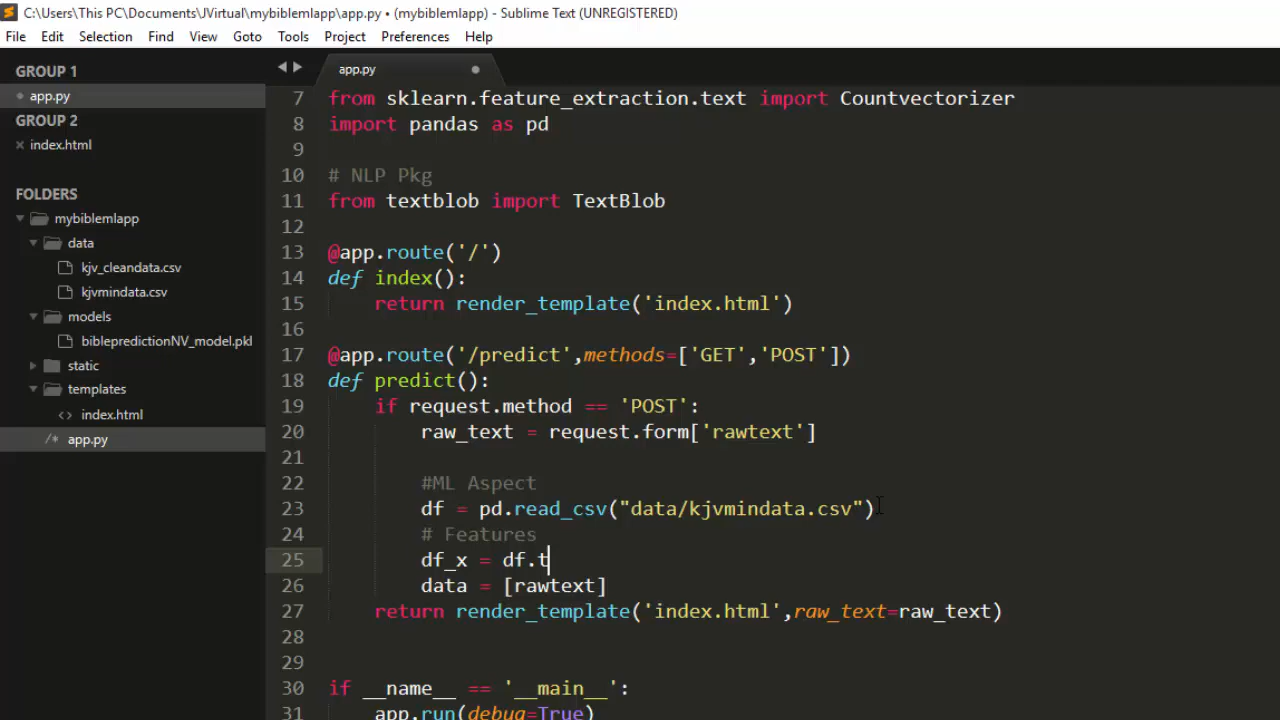 C:\Users\This PC\Documents\JVirtual\mybiblemlapp\app.py • (mybiblemlapp) - Sublime Text (UNREGISTERED)
File Edit Selection Find View Goto Tools Project Preferences Help
GROUP 1
app.py
GROUP 2
index.html
FOLDERS
mybiblemlapp
data
kjv_cleandata.csv
kjvmindata.csv
models
biblepredictionNV_model.pkl
static
templates
index.html
app.py
app.py
7 from sklearn.feature_extraction.text import Countvectorizer
8 import pandas as pd
9
10 # NLP Pkg
11 from textblob import TextBlob
12
13 @app.route('/')
14 def index():
15     return render_template('index.html')
16
17 @app.route('/predict',methods=['GET','POST'])
18 def predict():
19     if request.method == 'POST':
20         raw_text = request.form['rawtext']
21
22         #ML Aspect
23         df = pd.read_csv("data/kjvmindata.csv")
24         # Features
25         df_x = df.t
26         data = [rawtext]
27     return render_template('index.html',raw_text=raw_text)
28
29
30 if __name__ == '__main__':
31     app.run(debug=True)